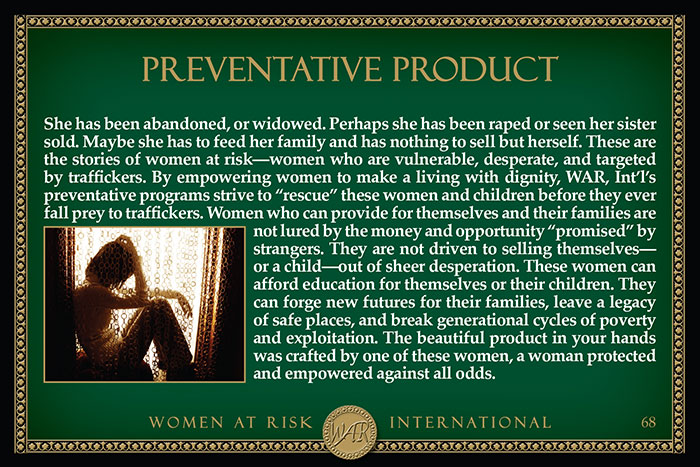 PREVENTATIVE PRODUCT
She has been abandoned, or widowed. Perhaps she has been raped or seen her sister
sold. Maybe she has to feed her family and has nothing to sell but herself. These are
the stories of women at risk—women who are vulnerable, desperate, and targeted
by traffickers. By empowering women to make a living with dignity, WAR, Int'l's
preventative programs strive to “rescue” these women and children before they ever
fall prey to traffickers. Women who can provide for themselves and their families are
not lured by the money and opportunity “promised” by
strangers. They are not driven to selling themselves—
or a child—out of sheer desperation. These women can
afford education for themselves or their children. They
can forge new futures for their families, leave a legacy
of safe places, and break generational cycles of poverty
and exploitation. The beautiful product in your hands
was crafted by one of these women, a woman protected
and empowered against all odds.
WOMEN AT RISK WAR INTERNATIONAL 68